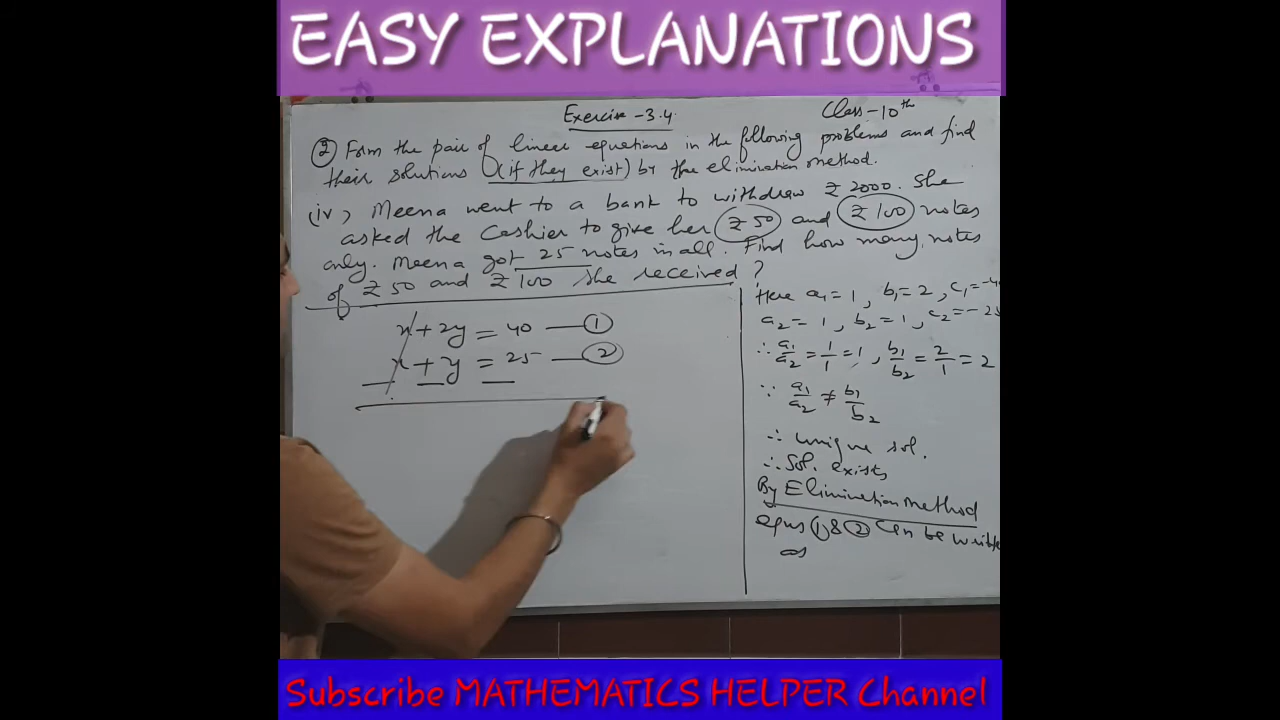 EASY EXPLANATIONS
Exercise - 3.4
Class - 10th
② Form the pair of linear equations in the following problems and find
their solutions (if they exist) by the elimination method.
(iv) Meena went to a bank to withdraw ₹ 2000. She
asked the Cashier to give her ₹ 50 and ₹ 100 notes
only. Meena got 25 notes in all. Find how many notes
of ₹ 50 and ₹ 100 she received ?
x + 2y = 40 — ①
x + y = 25 — ②
Here a₁ = 1, b₁ = 2, c₁ = -40
a₂ = 1, b₂ = 1, c₂ = -25
∴ a₁/a₂ = 1/1 = 1, b₁/b₂ = 2/1 = 2
∵ a₁/a₂ ≠ b₁/b₂
∴ unique sol.
∴ Sol. exists
By Elimination method
eqns ① & ② can be written
as
Subscribe MATHEMATICS HELPER Channel